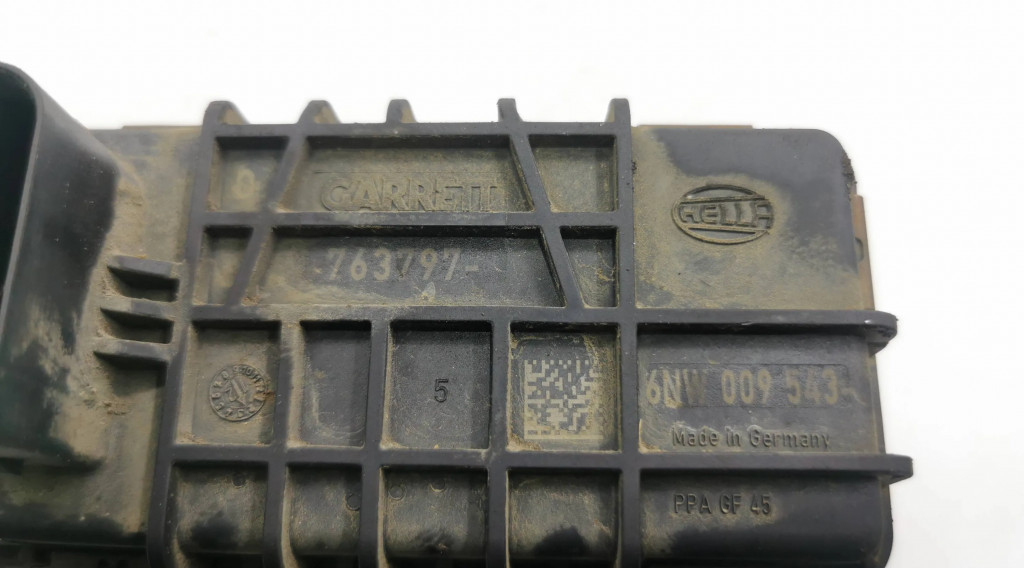 GARRETT
HELLA
-763797-
5
6NW 009 543-
Made in Germany
PPA GF 45